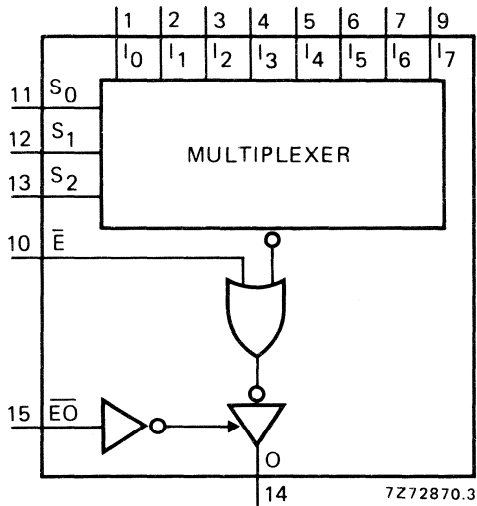 1 2 3 4 5 6 7 9
I0 I1 I2 I3 I4 I5 I6 I7
11 S0
12 S1
13 S2
MULTIPLEXER
10 E̅
15 E̅O̅
O
14
7Z72870.3